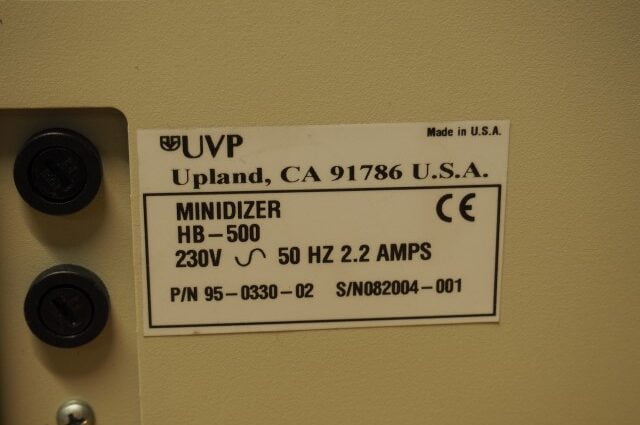 UVP
Made in U.S.A.
Upland, CA 91786 U.S.A.
MINIDIZER
CE
HB-500
230V ∿ 50 HZ 2.2 AMPS
P/N 95-0330-02 S/N082004-001